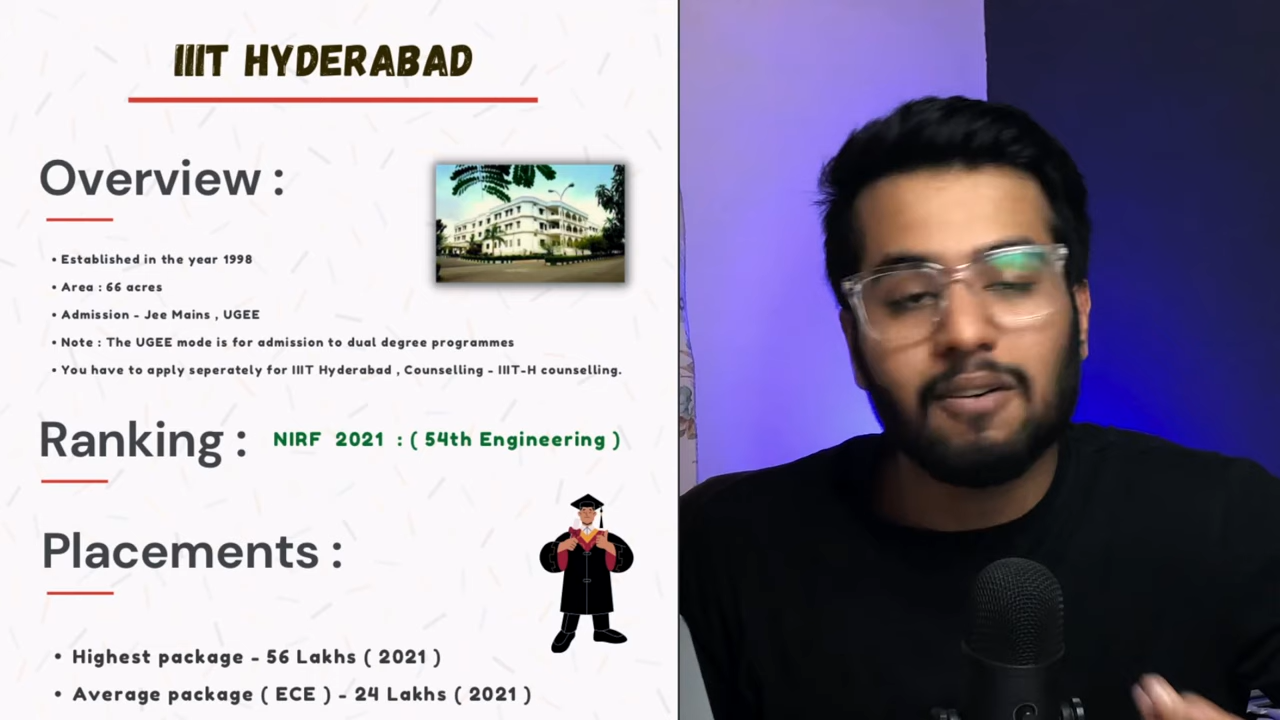 IIIT HYDERABAD
Overview :
• Established in the year 1998
• Area : 66 acres
• Admission - Jee Mains , UGEE
• Note : The UGEE mode is for admission to dual degree programmes
• You have to apply seperately for IIIT Hyderabad , Counselling - IIIT-H counselling.
Ranking : NIRF 2021 : ( 54th Engineering )
Placements :
• Highest package - 56 Lakhs ( 2021 )
• Average package ( ECE ) - 24 Lakhs ( 2021 )